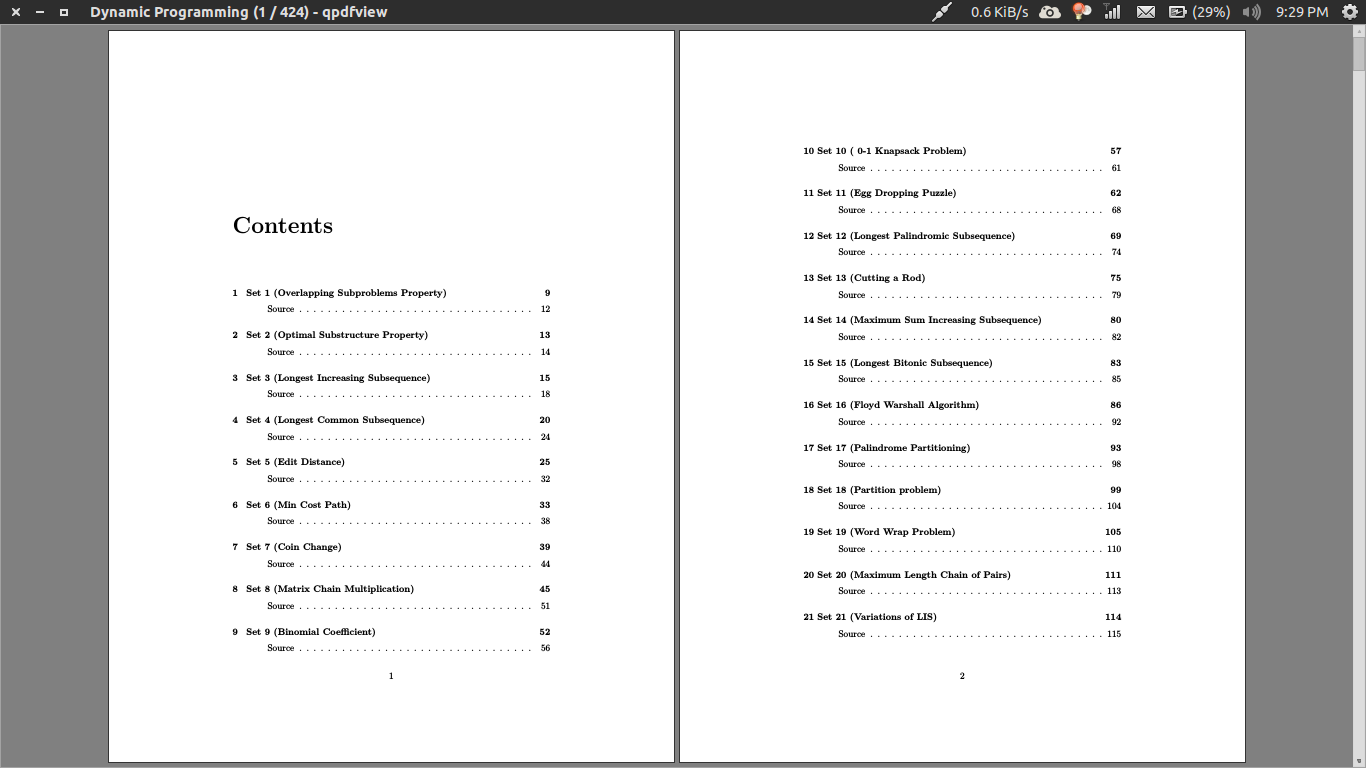 Dynamic Programming (1 / 424) - qpdfview
0.6 KiB/s
(29%)
9:29 PM
Contents
1 Set 1 (Overlapping Subproblems Property) 9
Source . . . . . . . . . . . . . . . . . . . . . . . . . . . . . . . . . 12
2 Set 2 (Optimal Substructure Property) 13
Source . . . . . . . . . . . . . . . . . . . . . . . . . . . . . . . . . 14
3 Set 3 (Longest Increasing Subsequence) 15
Source . . . . . . . . . . . . . . . . . . . . . . . . . . . . . . . . . 18
4 Set 4 (Longest Common Subsequence) 20
Source . . . . . . . . . . . . . . . . . . . . . . . . . . . . . . . . . 24
5 Set 5 (Edit Distance) 25
Source . . . . . . . . . . . . . . . . . . . . . . . . . . . . . . . . . 32
6 Set 6 (Min Cost Path) 33
Source . . . . . . . . . . . . . . . . . . . . . . . . . . . . . . . . . 38
7 Set 7 (Coin Change) 39
Source . . . . . . . . . . . . . . . . . . . . . . . . . . . . . . . . . 44
8 Set 8 (Matrix Chain Multiplication) 45
Source . . . . . . . . . . . . . . . . . . . . . . . . . . . . . . . . . 51
9 Set 9 (Binomial Coefficient) 52
Source . . . . . . . . . . . . . . . . . . . . . . . . . . . . . . . . . 56
1
10 Set 10 ( 0-1 Knapsack Problem) 57
Source . . . . . . . . . . . . . . . . . . . . . . . . . . . . . . . . . 61
11 Set 11 (Egg Dropping Puzzle) 62
Source . . . . . . . . . . . . . . . . . . . . . . . . . . . . . . . . . 68
12 Set 12 (Longest Palindromic Subsequence) 69
Source . . . . . . . . . . . . . . . . . . . . . . . . . . . . . . . . . 74
13 Set 13 (Cutting a Rod) 75
Source . . . . . . . . . . . . . . . . . . . . . . . . . . . . . . . . . 79
14 Set 14 (Maximum Sum Increasing Subsequence) 80
Source . . . . . . . . . . . . . . . . . . . . . . . . . . . . . . . . . 82
15 Set 15 (Longest Bitonic Subsequence) 83
Source . . . . . . . . . . . . . . . . . . . . . . . . . . . . . . . . . 85
16 Set 16 (Floyd Warshall Algorithm) 86
Source . . . . . . . . . . . . . . . . . . . . . . . . . . . . . . . . . 92
17 Set 17 (Palindrome Partitioning) 93
Source . . . . . . . . . . . . . . . . . . . . . . . . . . . . . . . . . 98
18 Set 18 (Partition problem) 99
Source . . . . . . . . . . . . . . . . . . . . . . . . . . . . . . . . . 104
19 Set 19 (Word Wrap Problem) 105
Source . . . . . . . . . . . . . . . . . . . . . . . . . . . . . . . . . 110
20 Set 20 (Maximum Length Chain of Pairs) 111
Source . . . . . . . . . . . . . . . . . . . . . . . . . . . . . . . . . 113
21 Set 21 (Variations of LIS) 114
Source . . . . . . . . . . . . . . . . . . . . . . . . . . . . . . . . . 115
2